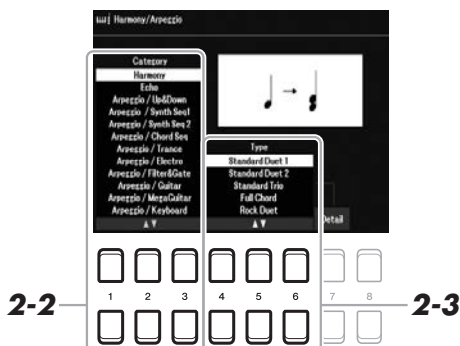 Harmony/Arpeggio
Category
Harmony
Echo
Arpeggio / Up&Down
Arpeggio / Synth Seq1
Arpeggio / Synth Seq 2
Arpeggio / Chord Seq
Arpeggio / Trance
Arpeggio / Electro
Arpeggio / Filter&Gate
Arpeggio / Guitar
Arpeggio / MegaGuitar
Arpeggio / Keyboard
▲▼
Type
Standard Duet 1
Standard Duet 2
Standard Trio
Full Chord
Rock Duet
▲▼
Detail
1 2 3 4 5 6 7 8
2-2
2-3